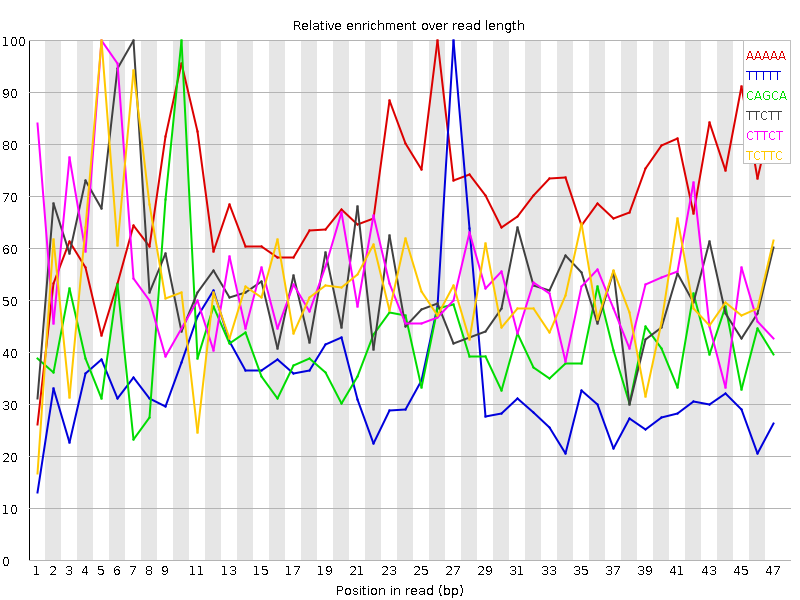 Relative enrichment over read length
100
90
80
70
60
50
40
30
20
10
0
AAAAA
TTTTT
CAGCA
TTCTT
CTTCT
TCTTC
1 2 3 4 5 6 7 8 9 11 13 15 17 19 21 23 25 27 29 31 33 35 37 39 41 43 45 47
Position in read (bp)